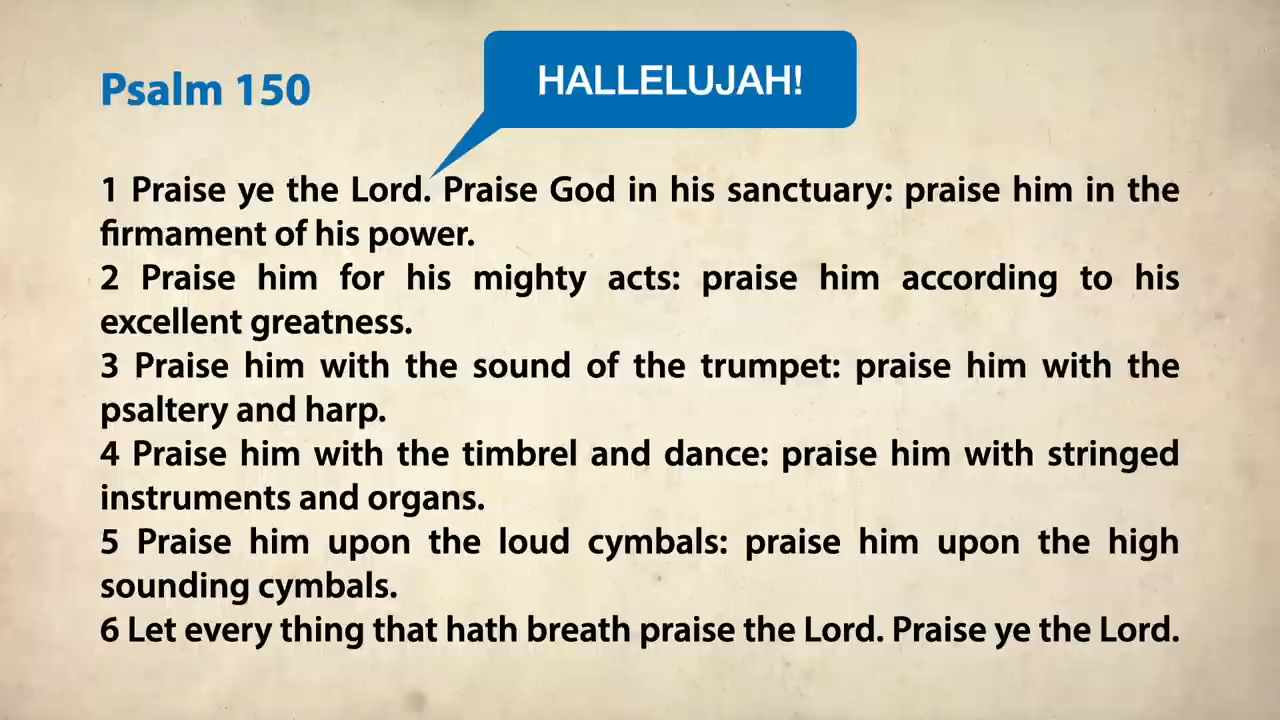 HALLELUJAH!
Psalm 150
1 Praise ye the Lord. Praise God in his sanctuary: praise him in the
firmament of his power.
2 Praise him for his mighty acts: praise him according to his
excellent greatness.
3 Praise him with the sound of the trumpet: praise him with the
psaltery and harp.
4 Praise him with the timbrel and dance: praise him with stringed
instruments and organs.
5 Praise him upon the loud cymbals: praise him upon the high
sounding cymbals.
6 Let every thing that hath breath praise the Lord. Praise ye the Lord.